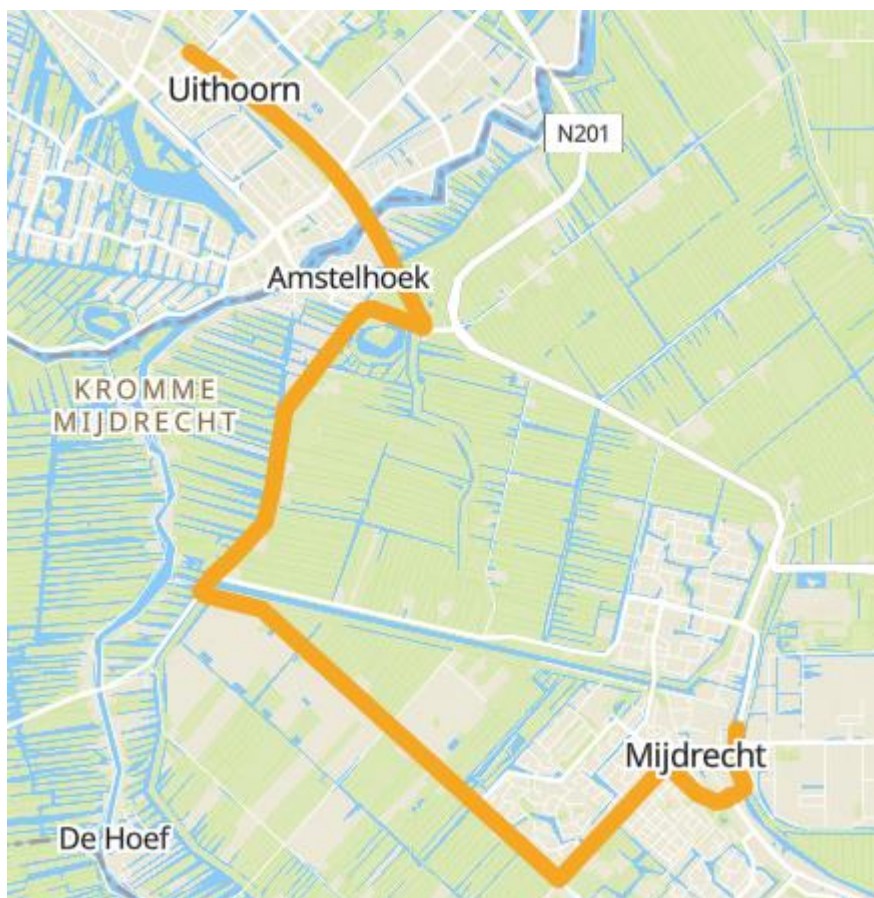 Uithoorn
N201
Amstelhoek
KROMME
MIJDRECHT
Mijdrecht
De Hoef